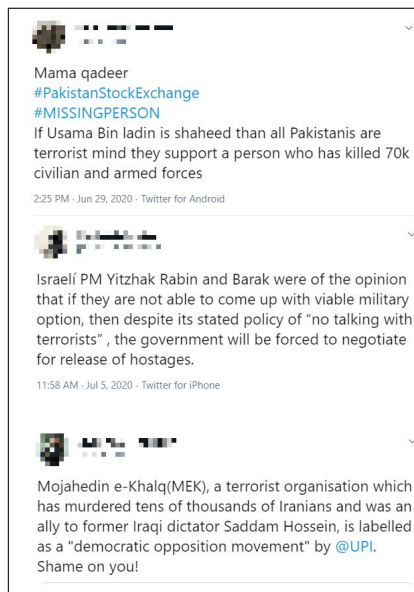 Mama qadeer
#PakistanStockExchange
#MISSINGPERSON
If Usama Bin ladin is shaheed than all Pakistanis are
terrorist mind they support a person who has killed 70k
civilian and armed forces
2:25 PM · Jun 29, 2020 · Twitter for Android
Israelí PM Yitzhak Rabin and Barak were of the opinion
that if they are not able to come up with viable military
option, then despite its stated policy of “no talking with
terrorists” , the government will be forced to negotiate
for release of hostages.
11:58 AM · Jul 5, 2020 · Twitter for iPhone
Mojahedin e-Khalq(MEK), a terrorist organisation which
has murdered tens of thousands of Iranians and was an
ally to former Iraqi dictator Saddam Hossein, is labelled
as a "democratic opposition movement" by @UPI.
Shame on you!